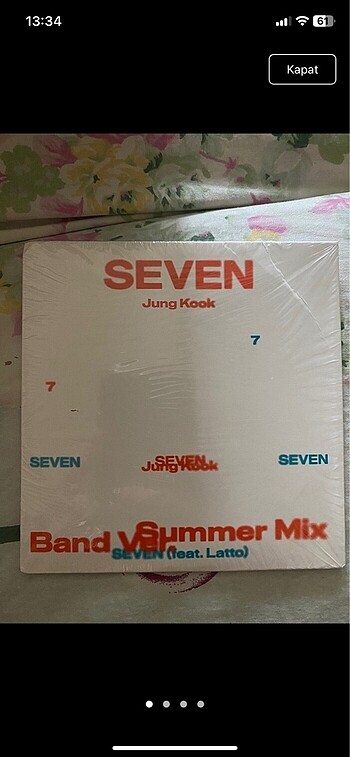 13:34
61
Kapat
SEVEN
Jung Kook
7
7
SEVEN
SEVEN
Jung Kook
SEVEN
Summer Mix
Band Ver.
SEVEN (feat. Latto)